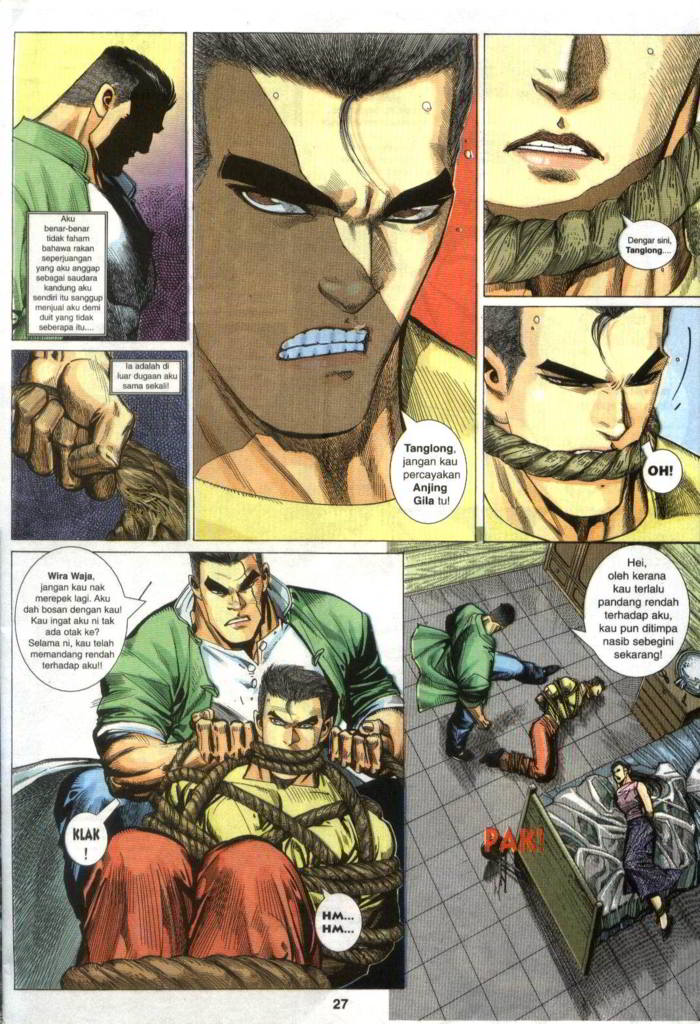 Aku
benar-benar
tidak faham
bahawa rakan
seperjuangan
yang aku anggap
sebagai saudara
kandung aku
sendiri itu sanggup
menjual aku demi
duit yang tidak
seberapa itu....
Ia adalah di
luar dugaan aku
sama sekali!
Tanglong,
jangan kau
percayakan
Anjing
Gila tu!
Dengar sini,
Tanglong....
OH!
Wira Waja,
jangan kau nak
merepek lagi. Aku
dah bosan dengan kau!
Kau ingat aku ni tak
ada otak ke?
Selama ni, kau telah
memandang rendah
terhadap aku!!
KLAK
!
HM...
HM...
Hei,
oleh kerana
kau terlalu
pandang rendah
terhadap aku,
kau pun ditimpa
nasib sebegini
sekarang!
PAK!
27